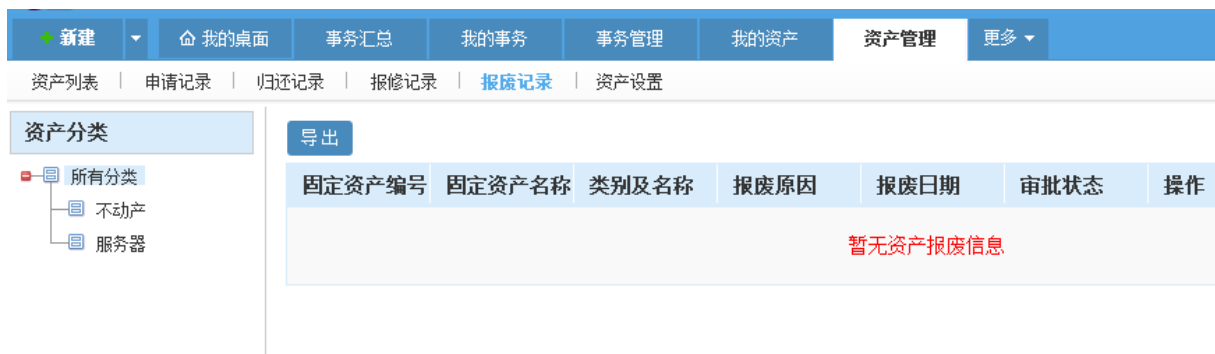 新建 我的桌面 事务汇总 我的事务 事务管理 我的资产 资产管理 更多
资产列表 申请记录 归还记录 报修记录 报废记录 资产设置
资产分类
导出
所有分类
不动产
服务器
固定资产编号 固定资产名称 类别及名称 报废原因 报废日期 审批状态 操作
暂无资产报废信息